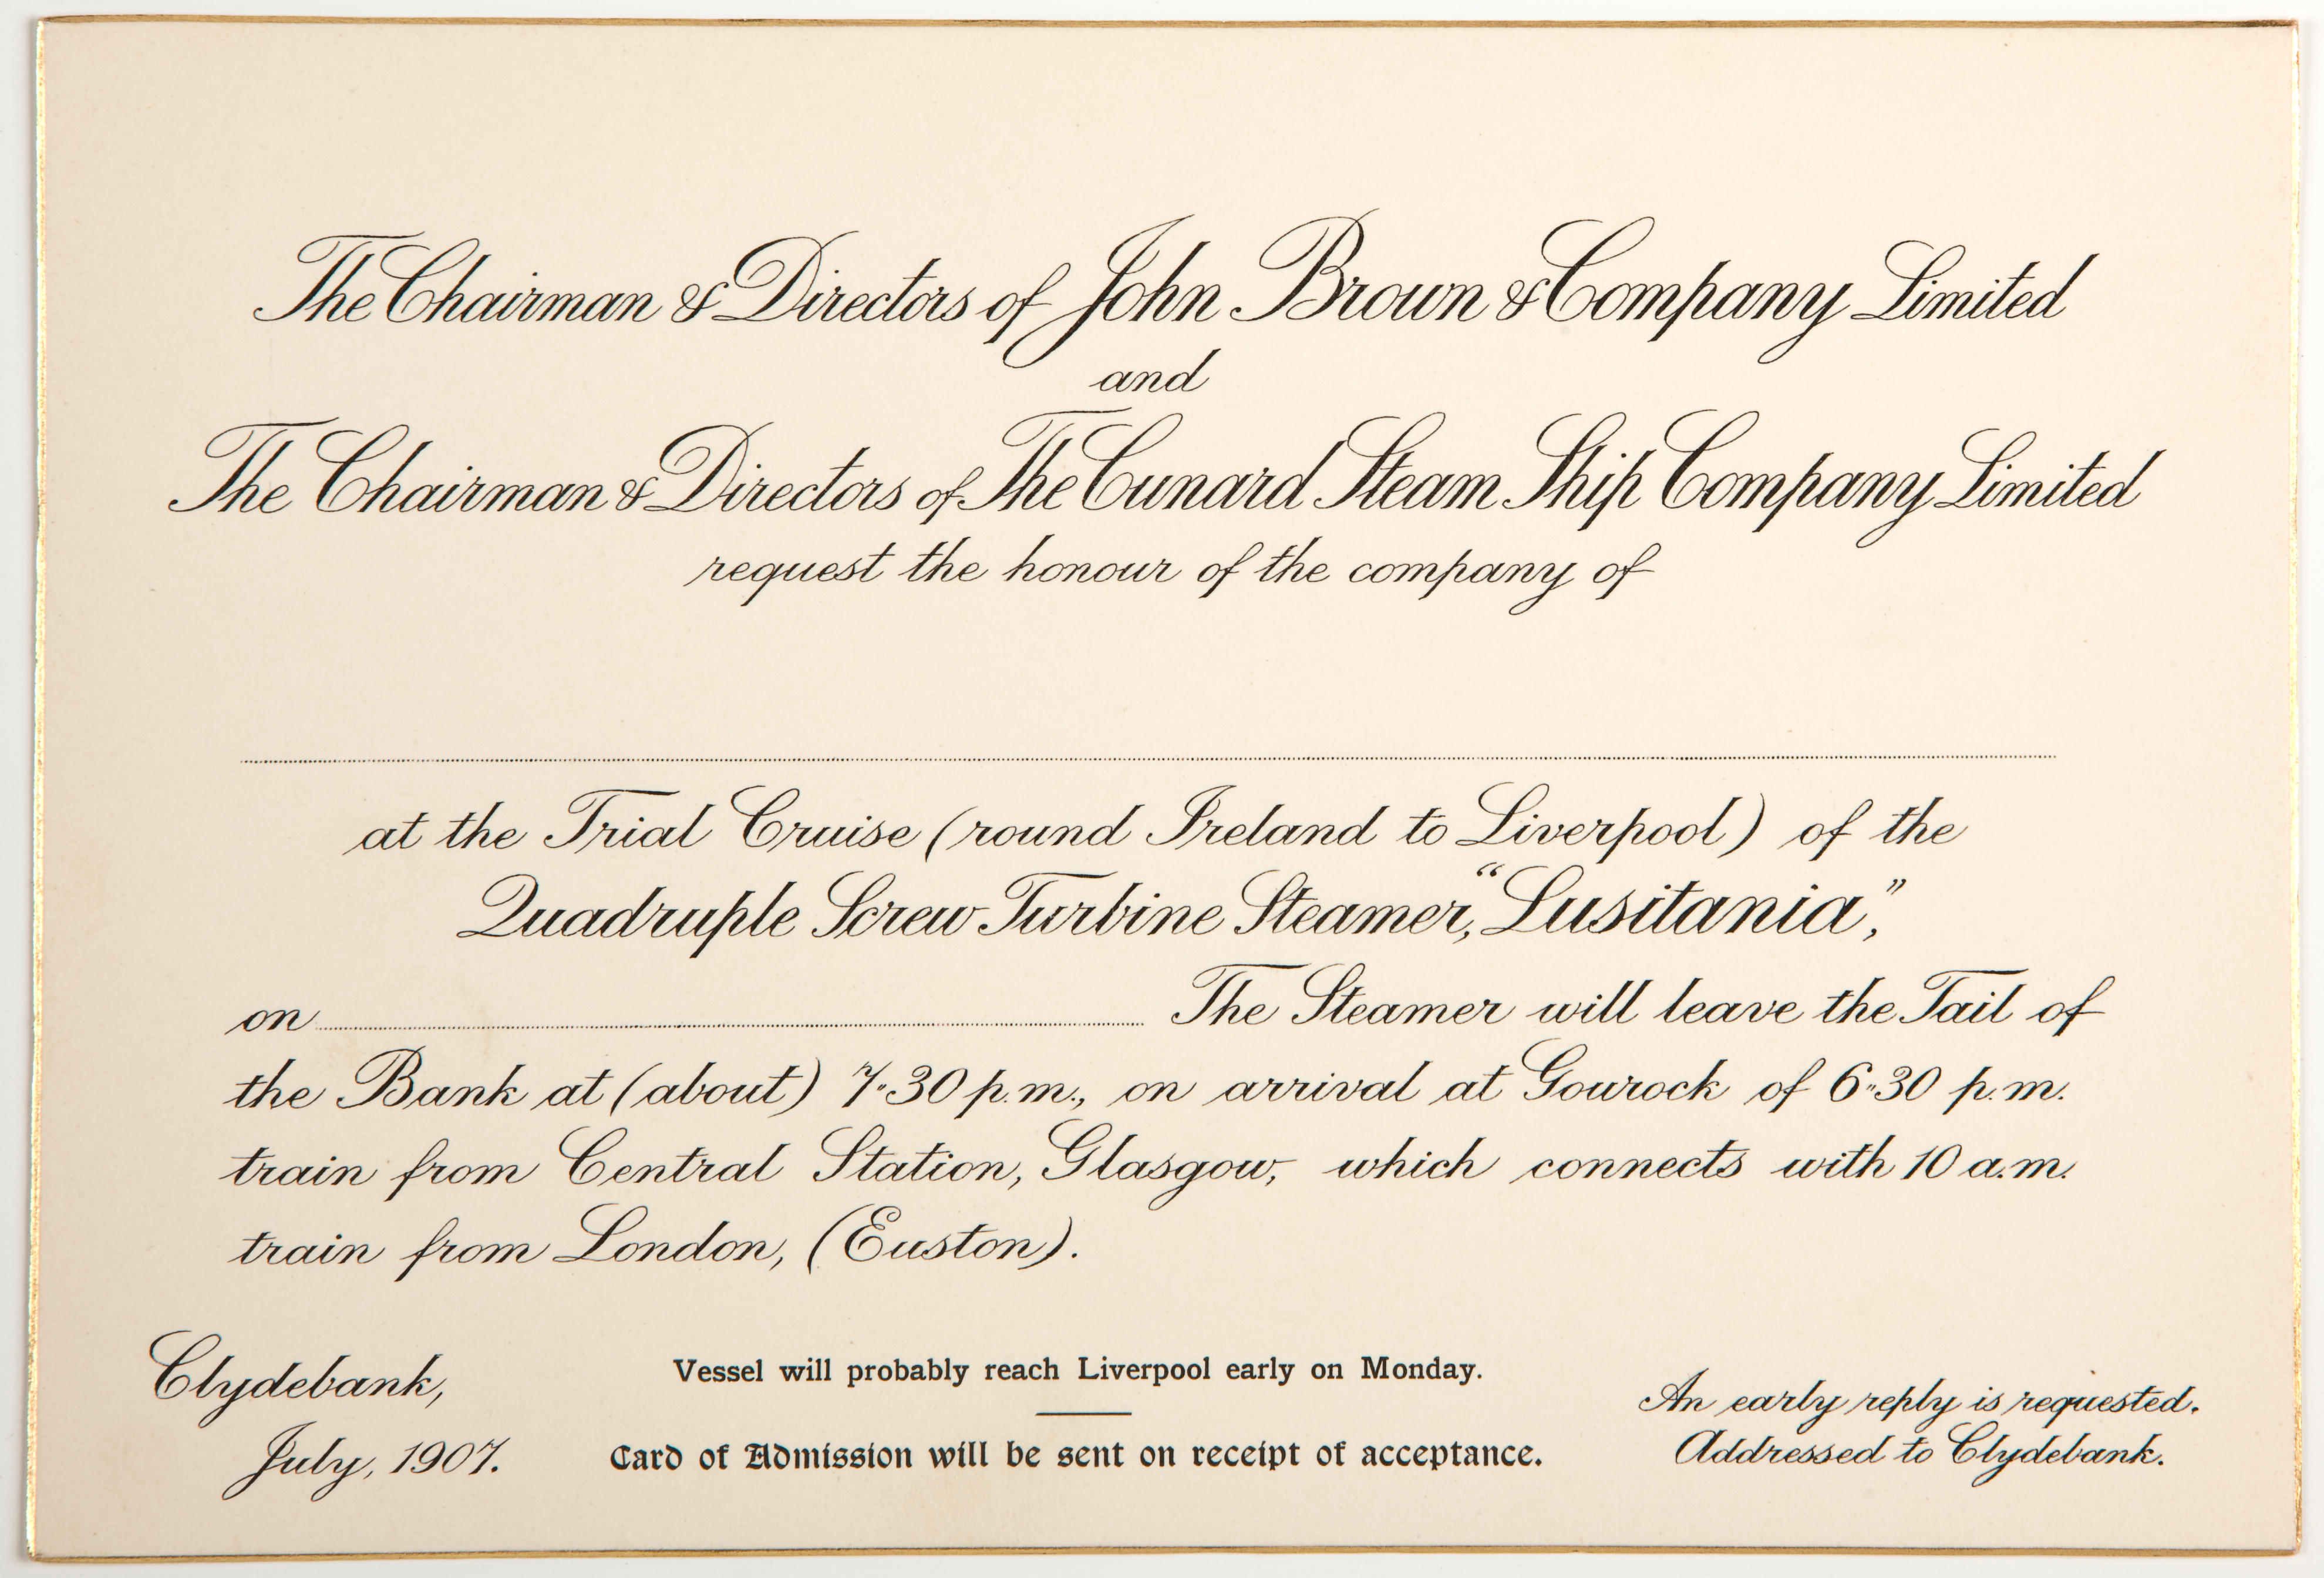 The Chairman & Directors of John Brown & Company Limited
and
The Chairman & Directors of The Cunard Steam Ship Company Limited
request the honour of the company of
at the Trial Cruise (round Ireland to Liverpool) of the
Quadruple Screw Turbine Steamer, "Lusitania",
on The Steamer will leave the Tail of
the Bank at (about) 7-30 p.m., on arrival at Gourock of 6-30 p.m.
train from Central Station, Glasgow, which connects with 10 a.m.
train from London, (Euston).
Clydebank,
July, 1907.
Vessel will probably reach Liverpool early on Monday.
Card of Admission will be sent on receipt of acceptance.
An early reply is requested.
Addressed to Clydebank.